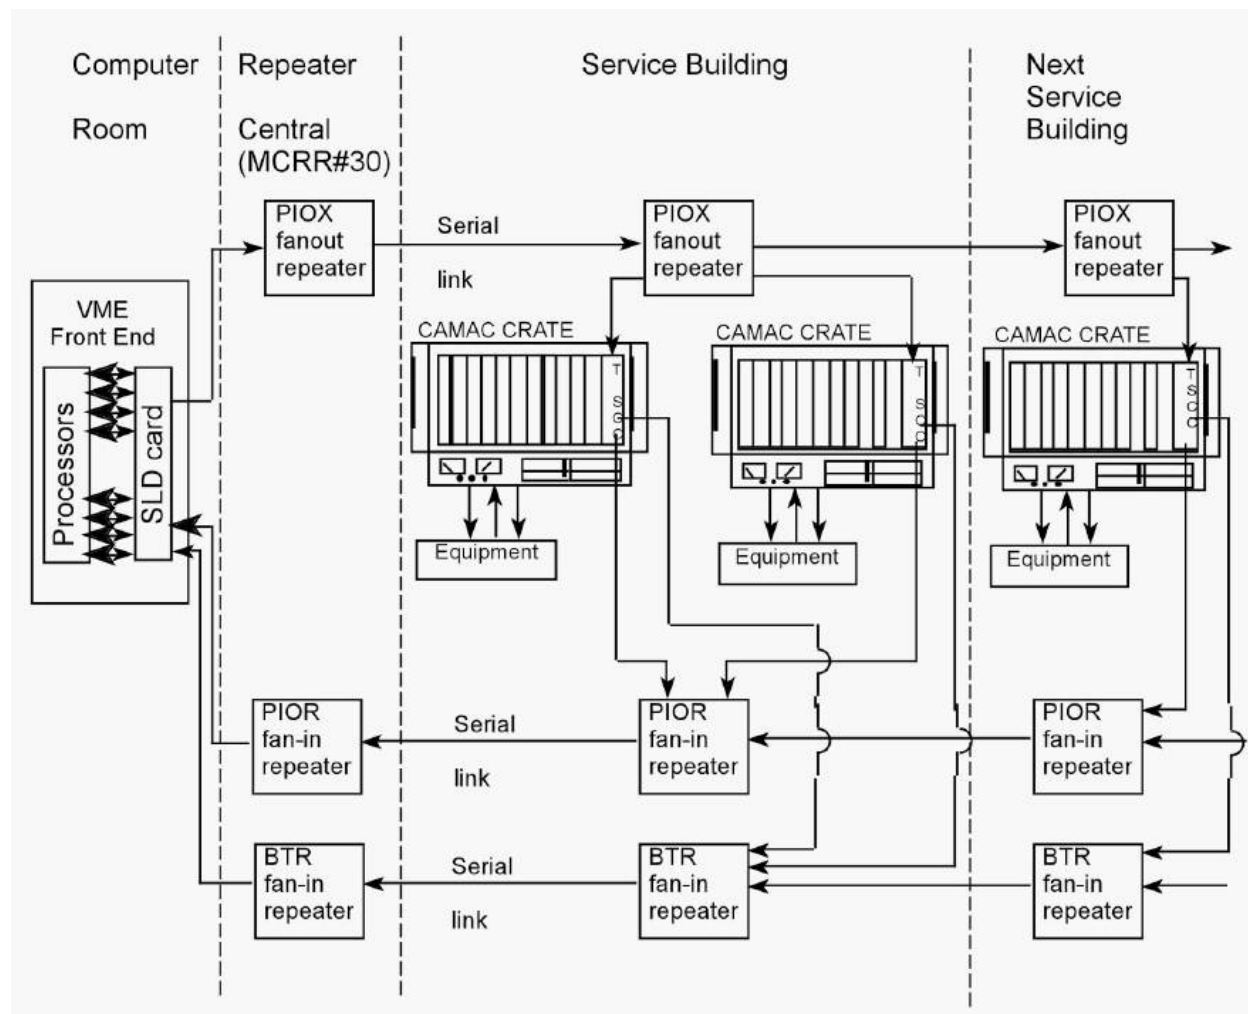 Computer
Room
Repeater
Central
(MCRR#30)
Service Building
Next
Service
Building
PIOX
fanout
repeater
Serial
link
PIOX
fanout
repeater
PIOX
fanout
repeater
VME
Front End
Processors
SLD card
CAMAC CRATE
T
S
C
C
Equipment
CAMAC CRATE
T
S
C
C
Equipment
CAMAC CRATE
T
S
C
C
Equipment
PIOR
fan-in
repeater
Serial
link
PIOR
fan-in
repeater
PIOR
fan-in
repeater
BTR
fan-in
repeater
Serial
link
BTR
fan-in
repeater
BTR
fan-in
repeater